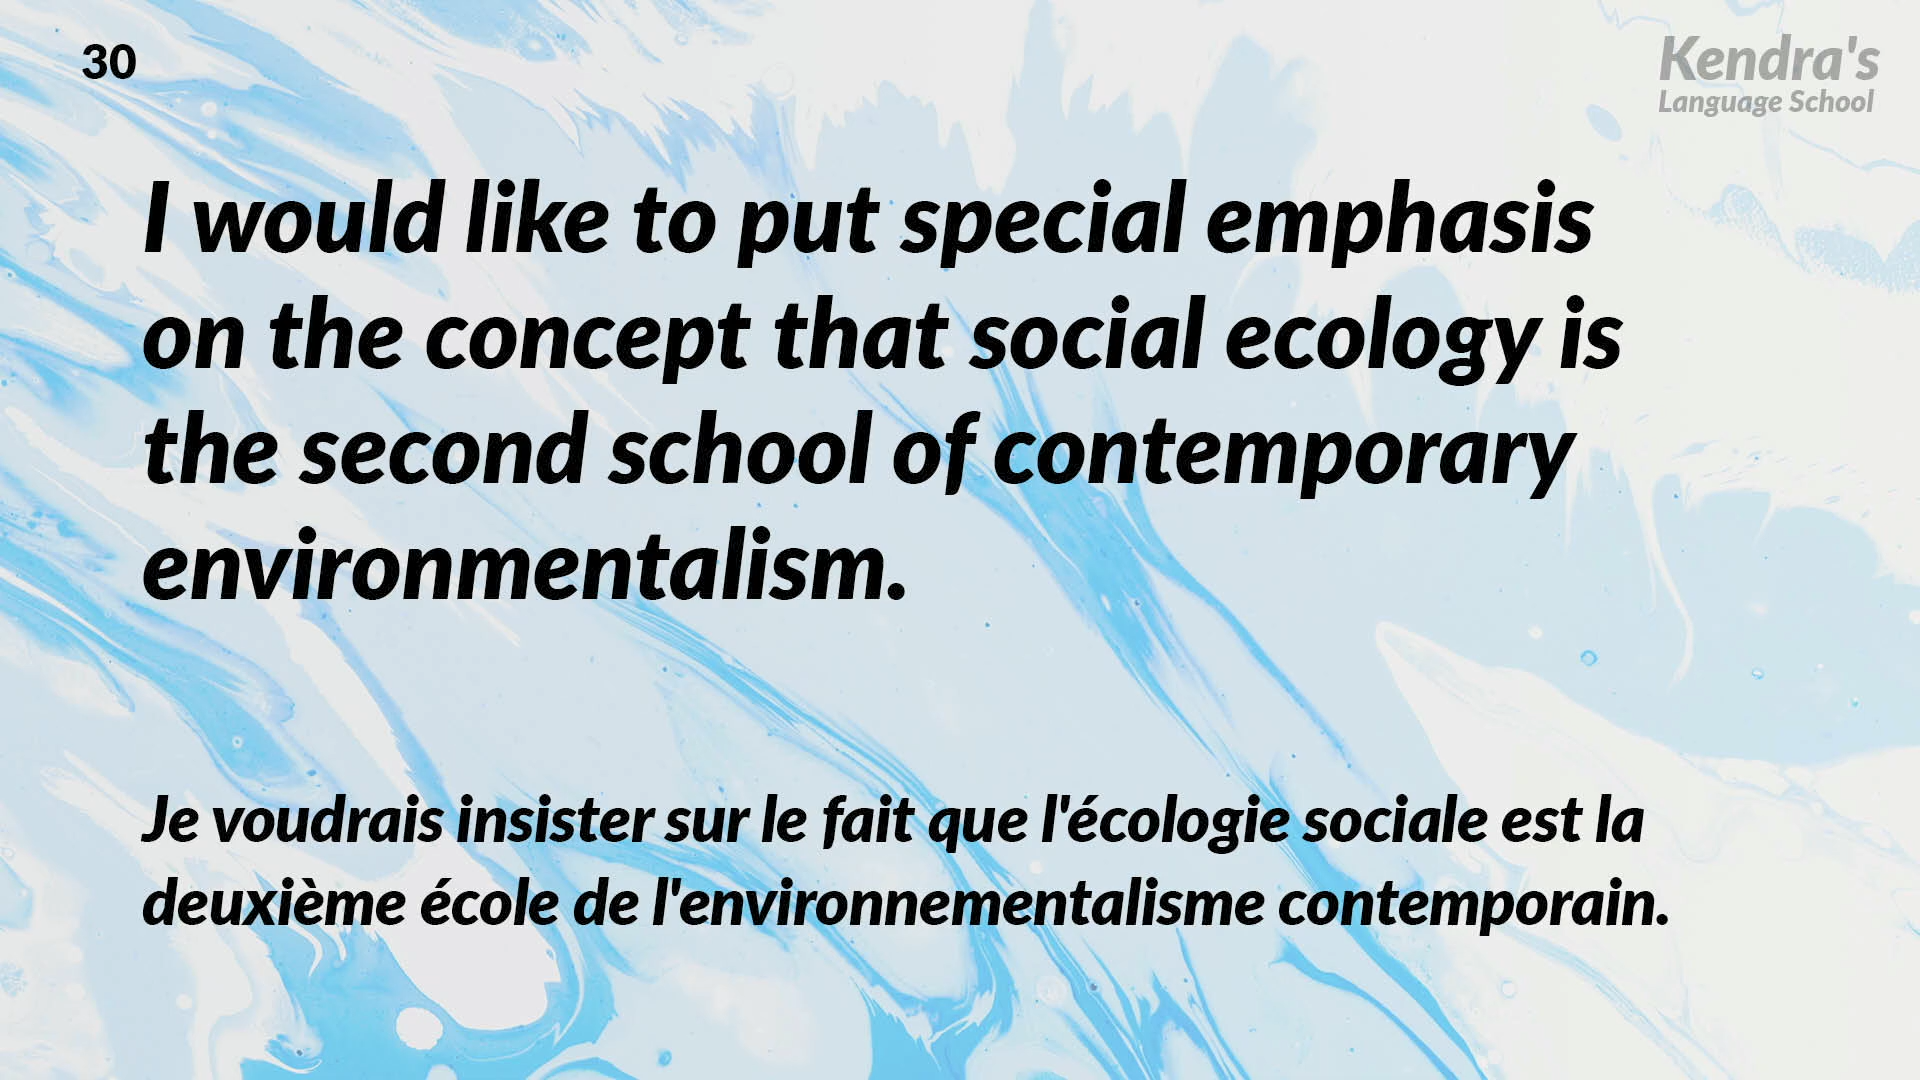 30
Kendra's
Language School
I would like to put special emphasis
on the concept that social ecology is
the second school of contemporary
environmentalism.
Je voudrais insister sur le fait que l'écologie sociale est la
deuxième école de l'environnementalisme contemporain.